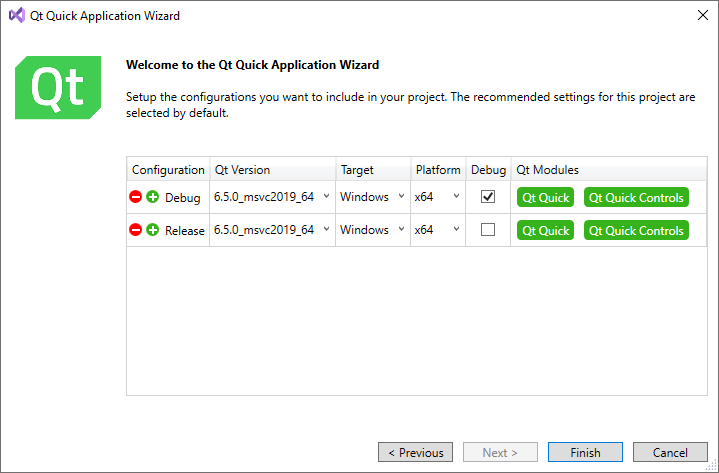 Qt Quick Application Wizard
Qt
Welcome to the Qt Quick Application Wizard
Setup the configurations you want to include in your project. The recommended settings for this project are
selected by default.
Configuration Qt Version Target Platform Debug Qt Modules
Debug 6.5.0_msvc2019_64 Windows x64 Qt Quick Qt Quick Controls
Release 6.5.0_msvc2019_64 Windows x64 Qt Quick Qt Quick Controls
< Previous Next > Finish Cancel